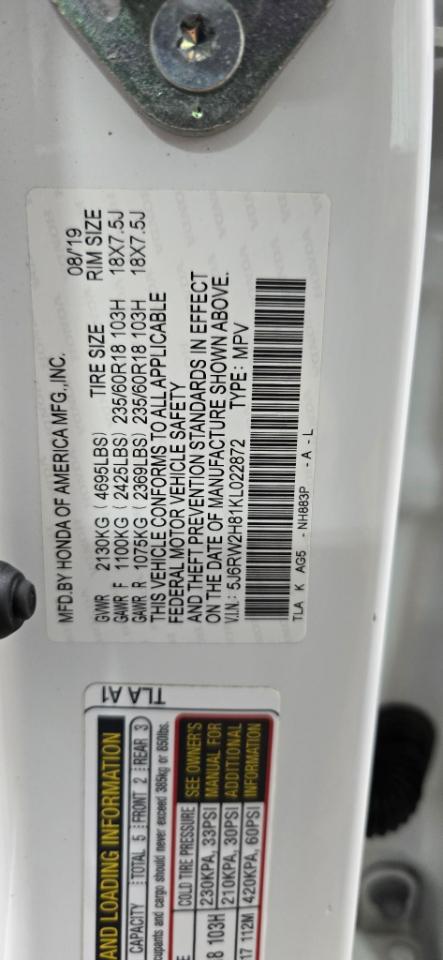 MFD.BY HONDA OF AMERICA MFG.,INC. 08/'19
GVWR 2130KG ( 4695LBS) TIRE SIZE RIM SIZE
GAWR F 1100KG ( 2425LBS) 235/60R18 103H 18X7.5J
GAWR R 1075KG ( 2369LBS) 235/60R18 103H 18X7.5J
THIS VEHICLE CONFORMS TO ALL APPLICABLE
FEDERAL MOTOR VEHICLE SAFETY
AND THEFT PREVENTION STANDARDS IN EFFECT
ON THE DATE OF MANUFACTURE SHOWN ABOVE.
V.I.N.: 5J6RW2H81KL022872 TYPE: MPV
TLA K AG5 - NH883P - A - L
TLA A1
AND LOADING INFORMATION
CAPACITY TOTAL 5 FRONT 2 REAR 3
cupants and cargo should never exceed 385kg or 850lbs.
COLD TIRE PRESSURE SEE OWNER'S
8 103H 230KPA, 33PSI MANUAL FOR
210KPA, 30PSI ADDITIONAL
17 112M 420KPA, 60PSI INFORMATION